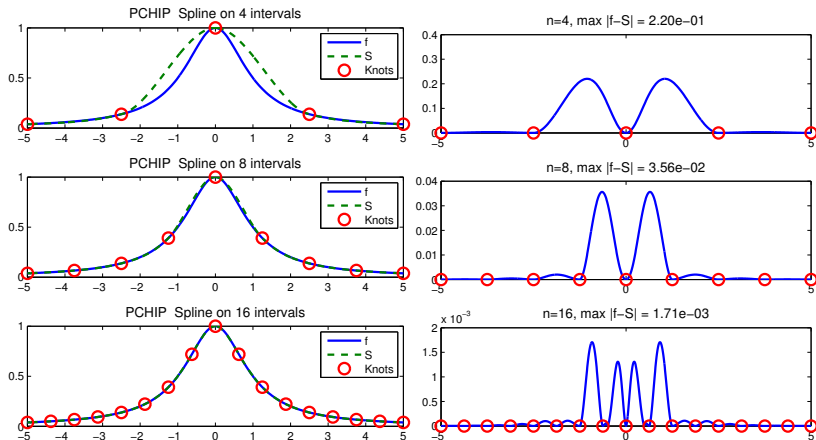 PCHIP Spline on 4 intervals
1
0.5
0
−5 −4 −3 −2 −1 0 1 2 3 4 5
f
S
Knots
n=4, max |f−S| = 2.20e−01
0.4
0.3
0.2
0.1
0
−5 0 5
PCHIP Spline on 8 intervals
1
0.5
0
−5 −4 −3 −2 −1 0 1 2 3 4 5
f
S
Knots
n=8, max |f−S| = 3.56e−02
0.04
0.03
0.02
0.01
0
−5 0 5
PCHIP Spline on 16 intervals
1
0.5
0
−5 −4 −3 −2 −1 0 1 2 3 4 5
f
S
Knots
n=16, max |f−S| = 1.71e−03
x 10⁻³
2
1.5
1
0.5
0
−5 0 5